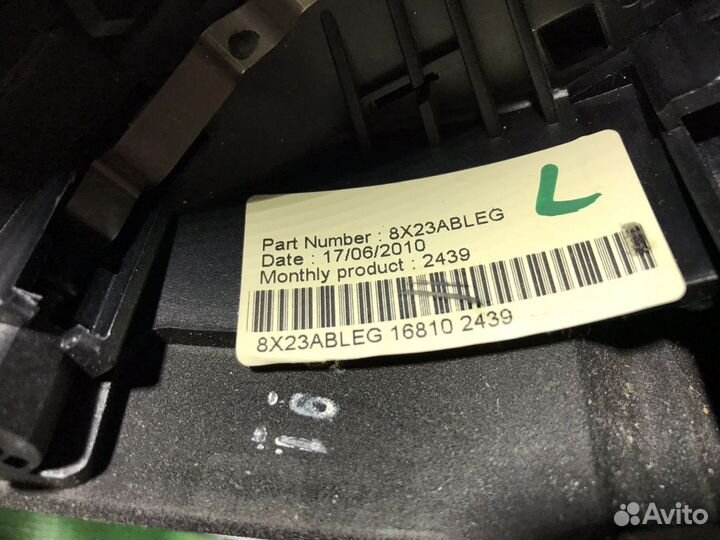 L
Part Number : 8X23ABLEG
Date : 17/06/2010
Monthly product : 2439
8X23ABLEG 16810 2439
Avito